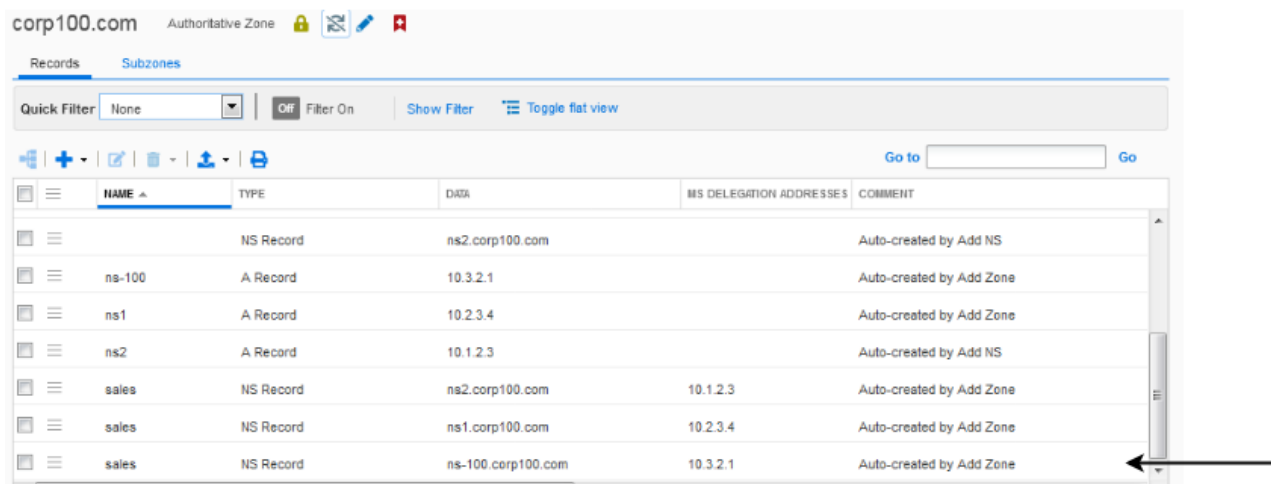 corp100.com Authoritative Zone
Records Subzones
Quick Filter None Off Filter On Show Filter Toggle flat view
Go to Go
NAME TYPE DATA MS DELEGATION ADDRESSES COMMENT
NS Record ns2.corp100.com Auto-created by Add NS
ns-100 A Record 10.3.2.1 Auto-created by Add Zone
ns1 A Record 10.2.3.4 Auto-created by Add Zone
ns2 A Record 10.1.2.3 Auto-created by Add NS
sales NS Record ns2.corp100.com 10.1.2.3 Auto-created by Add Zone
sales NS Record ns1.corp100.com 10.2.3.4 Auto-created by Add Zone
sales NS Record ns-100.corp100.com 10.3.2.1 Auto-created by Add Zone